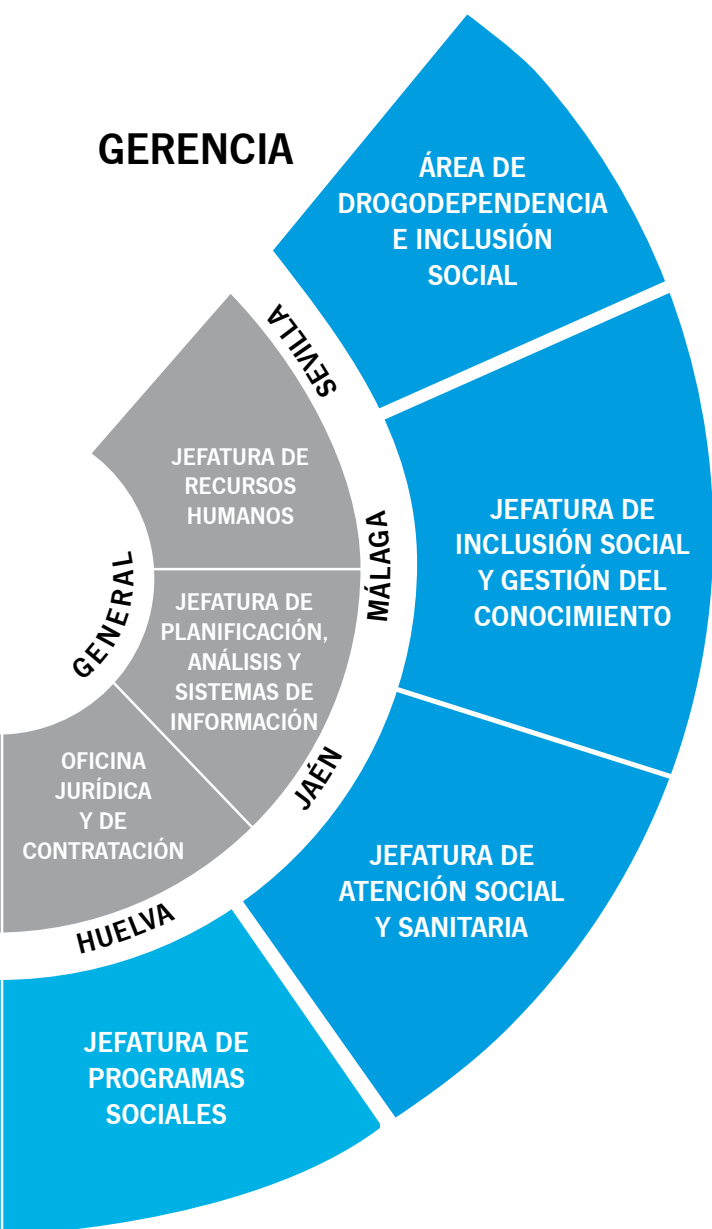 GERENCIA
ÁREA DE
DROGODEPENDENCIA
E INCLUSIÓN
SOCIAL
SEVILLA
JEFATURA DE
RECURSOS
HUMANOS
MÁLAGA
JEFATURA DE
INCLUSIÓN SOCIAL
Y GESTIÓN DEL
CONOCIMIENTO
GENERAL
JEFATURA DE
PLANIFICACIÓN,
ANÁLISIS Y
SISTEMAS DE
INFORMACIÓN
JAÉN
OFICINA
JURÍDICA
Y DE
CONTRATACIÓN
JEFATURA DE
ATENCIÓN SOCIAL
Y SANITARIA
HUELVA
JEFATURA DE
PROGRAMAS
SOCIALES